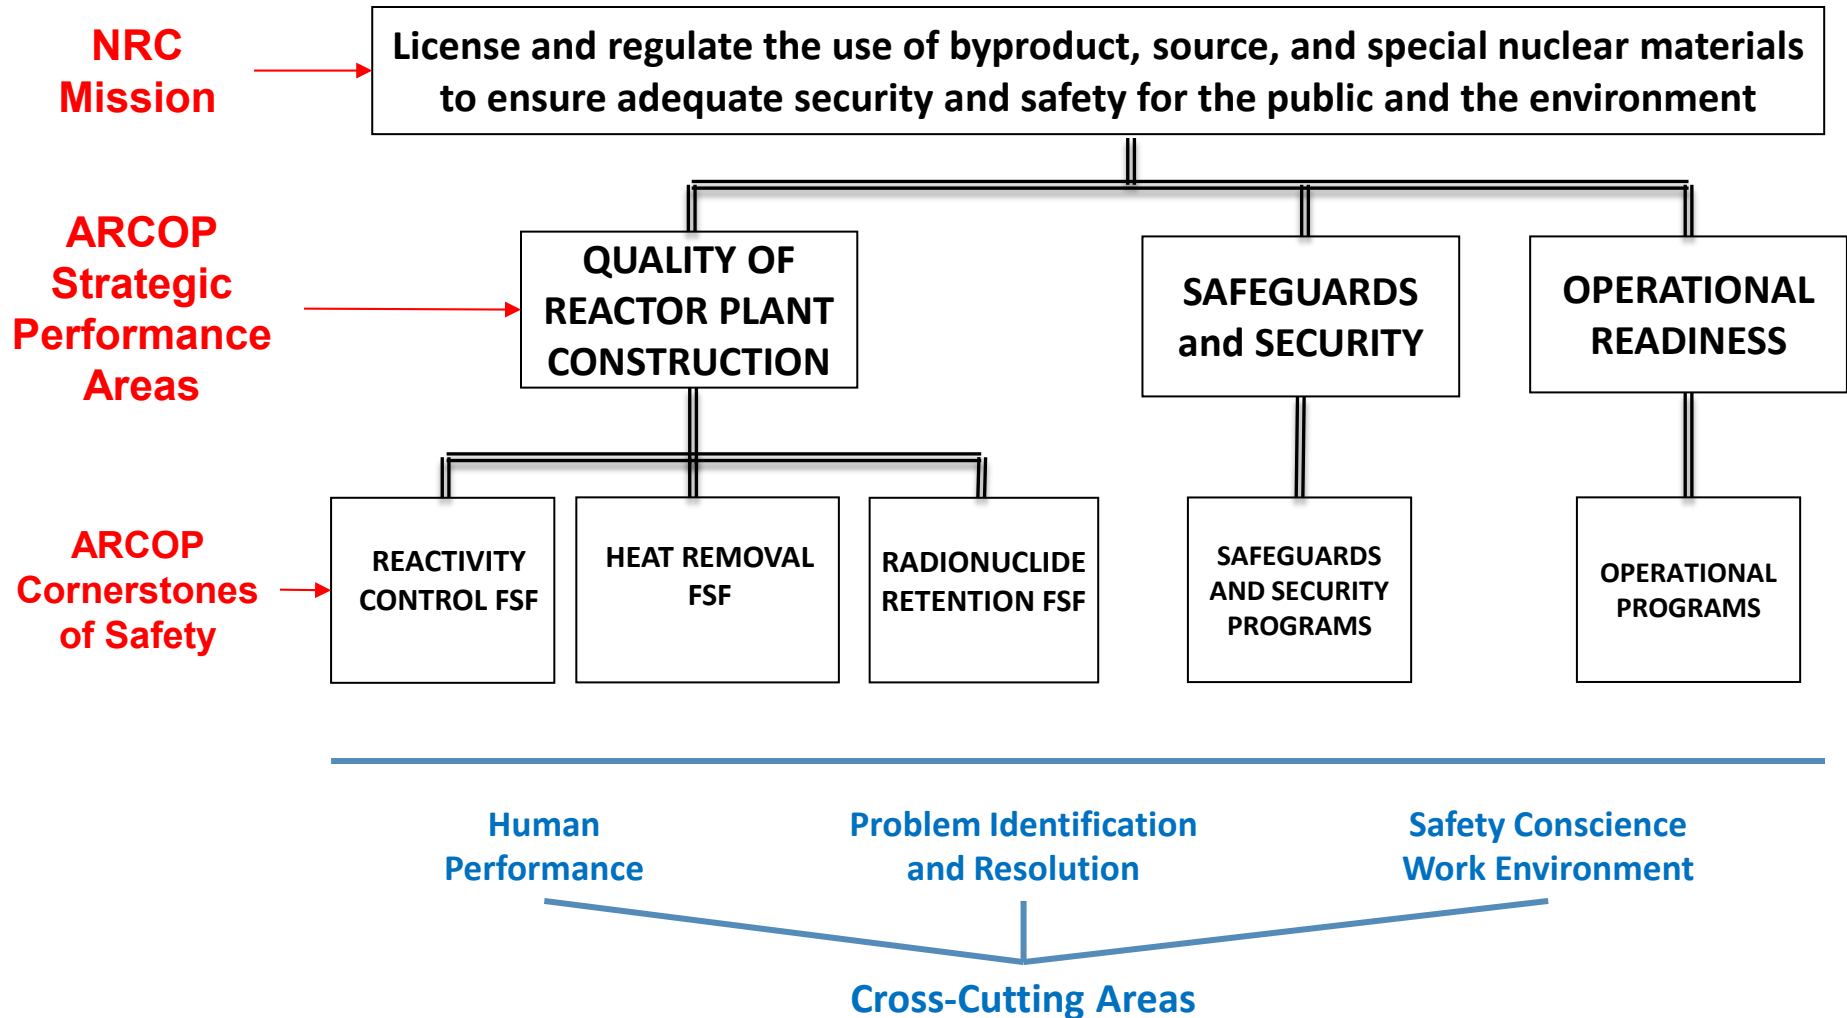 NRC
Mission
License and regulate the use of byproduct, source, and special nuclear materials
to ensure adequate security and safety for the public and the environment
ARCOP
Strategic
Performance
Areas
QUALITY OF
REACTOR PLANT
CONSTRUCTION
SAFEGUARDS
and SECURITY
OPERATIONAL
READINESS
ARCOP
Cornerstones
of Safety
REACTIVITY
CONTROL FSF
HEAT REMOVAL
FSF
RADIONUCLIDE
RETENTION FSF
SAFEGUARDS
AND SECURITY
PROGRAMS
OPERATIONAL
PROGRAMS
Human
Performance
Problem Identification
and Resolution
Safety Conscience
Work Environment
Cross-Cutting Areas